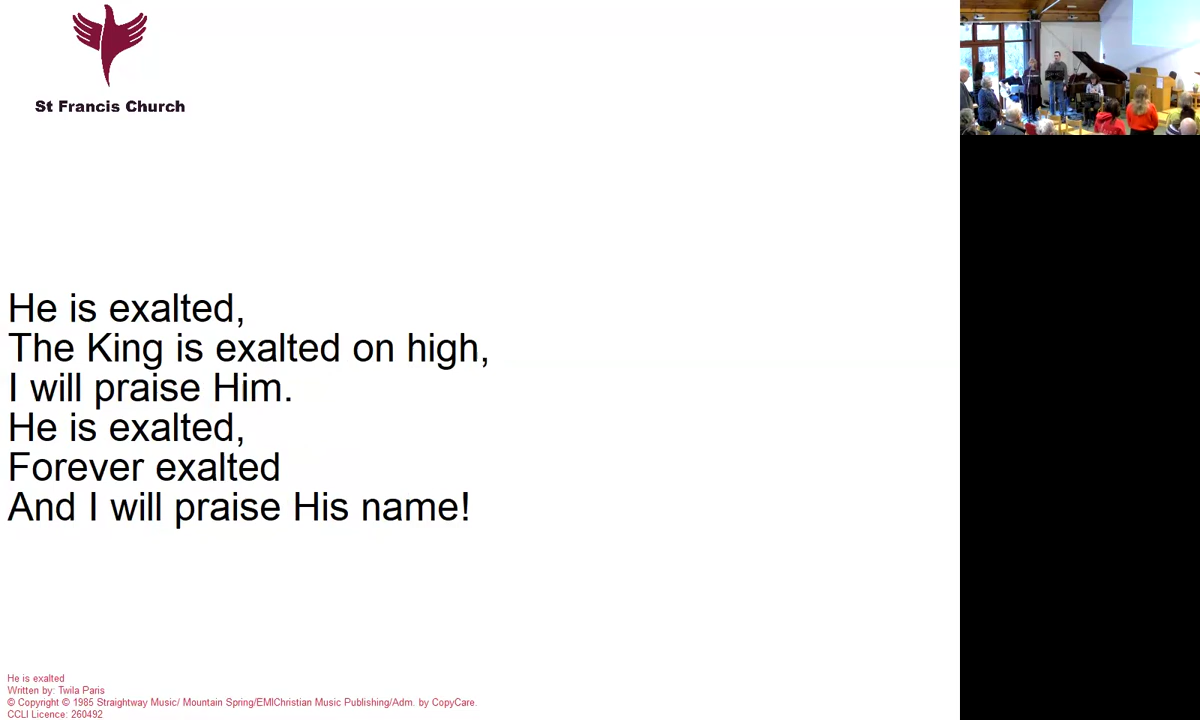 St Francis Church
He is exalted,
The King is exalted on high,
I will praise Him.
He is exalted,
Forever exalted
And I will praise His name!
He is exalted
Written by: Twila Paris
© Copyright © 1985 Straightway Music/ Mountain Spring/EMIChristian Music Publishing/Adm. by CopyCare.
CCLI Licence: 260492